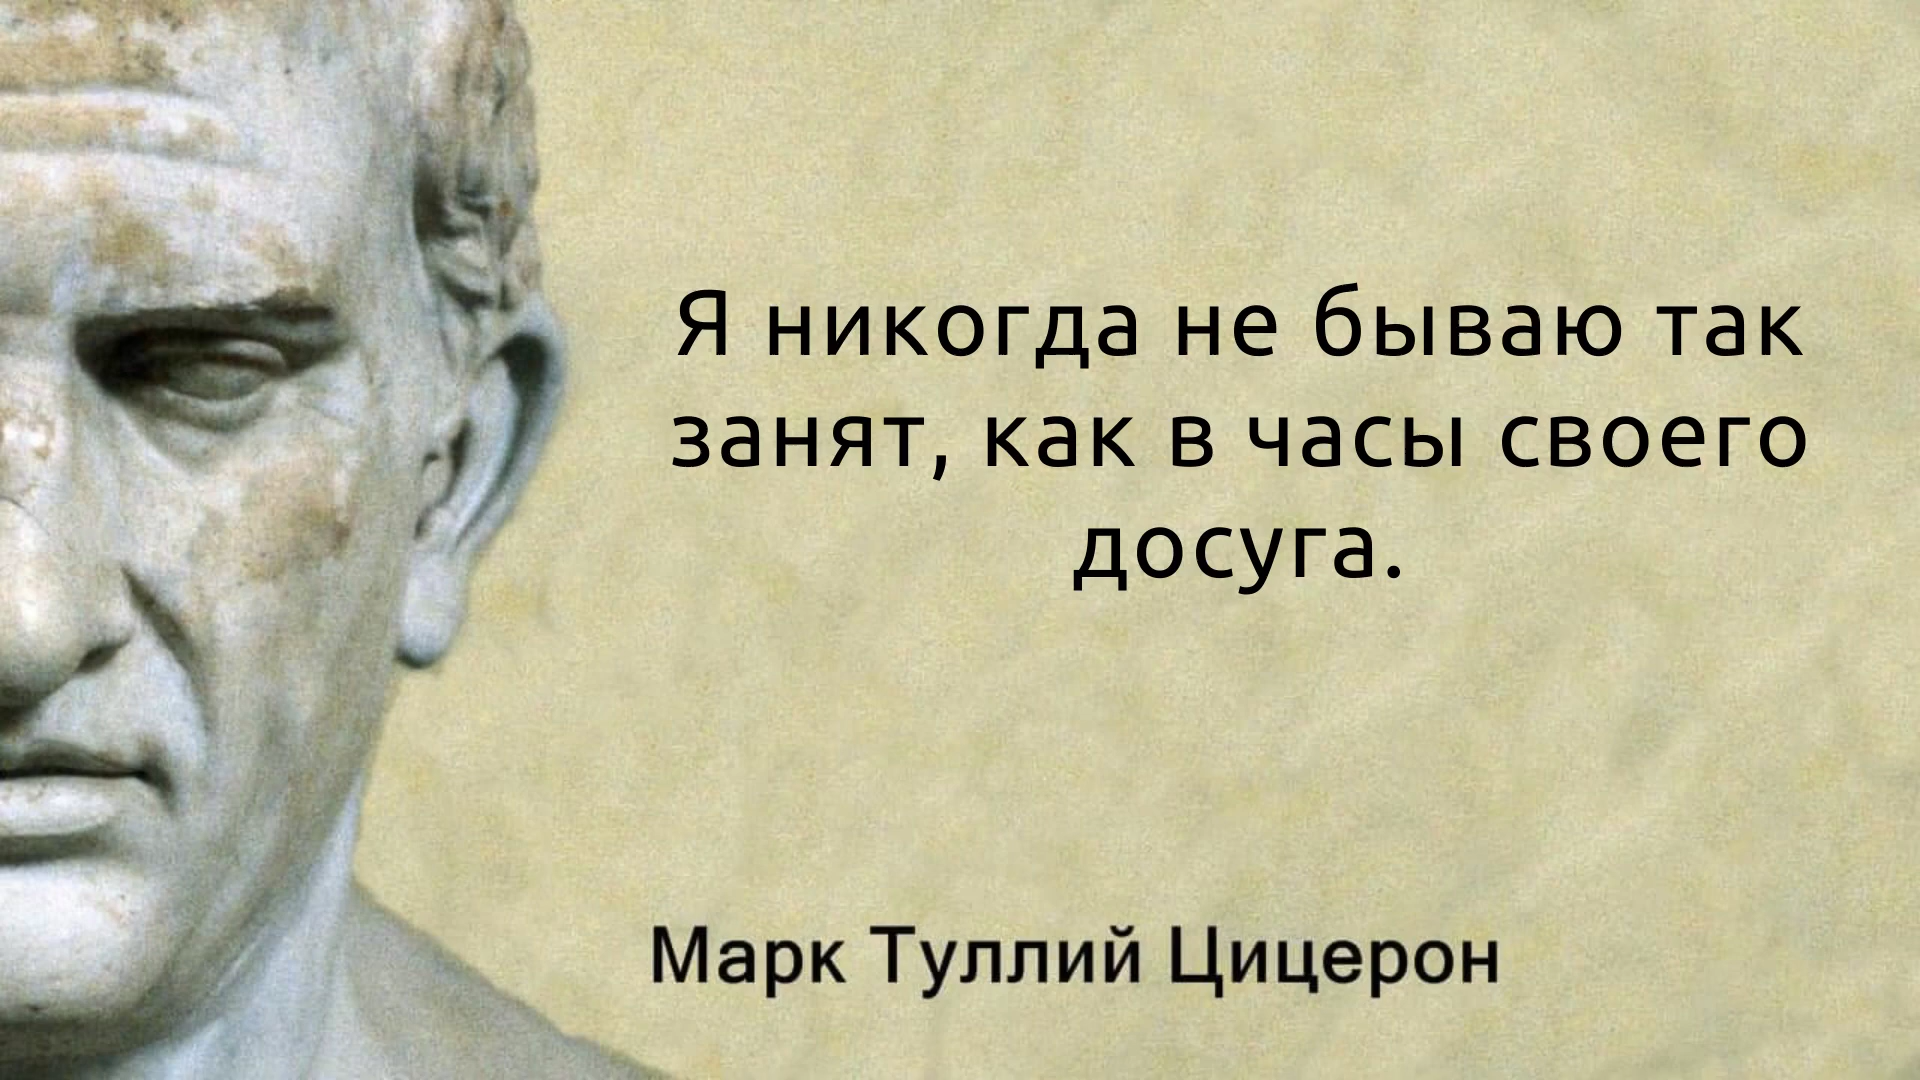 Я никогда не бываю так
занят, как в часы своего
досуга.
Марк Туллий Цицерон